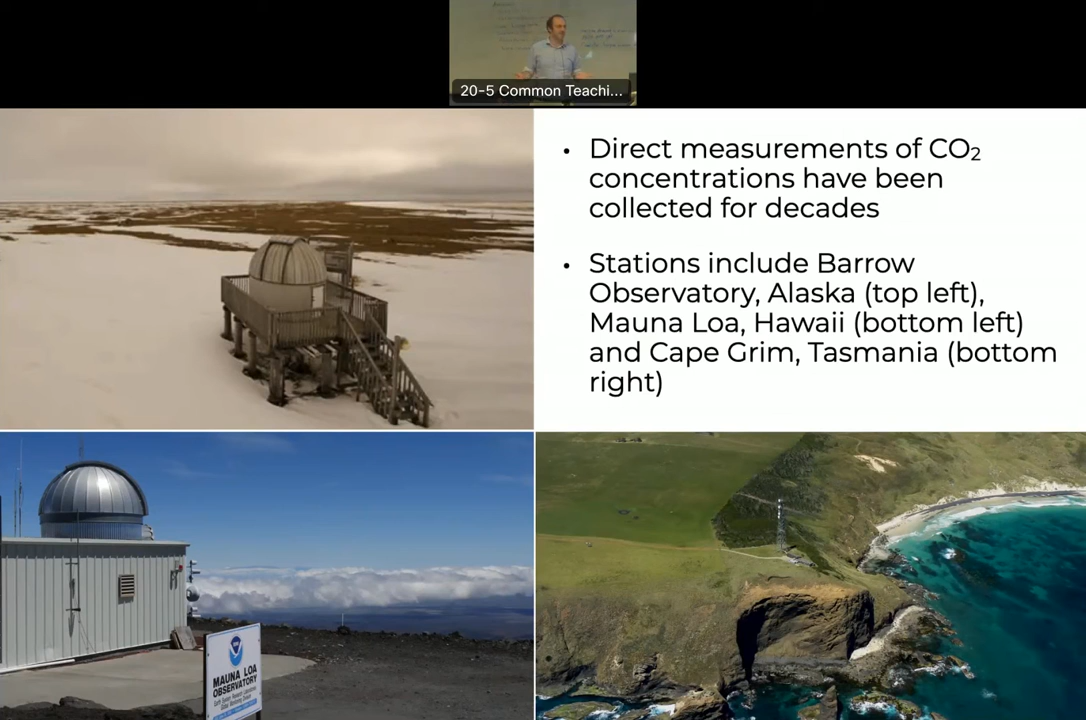 20-5 Common Teachi...
• Direct measurements of CO₂
concentrations have been
collected for decades
• Stations include Barrow
Observatory, Alaska (top left),
Mauna Loa, Hawaii (bottom left)
and Cape Grim, Tasmania (bottom
right)
MAUNA LOA
OBSERVATORY